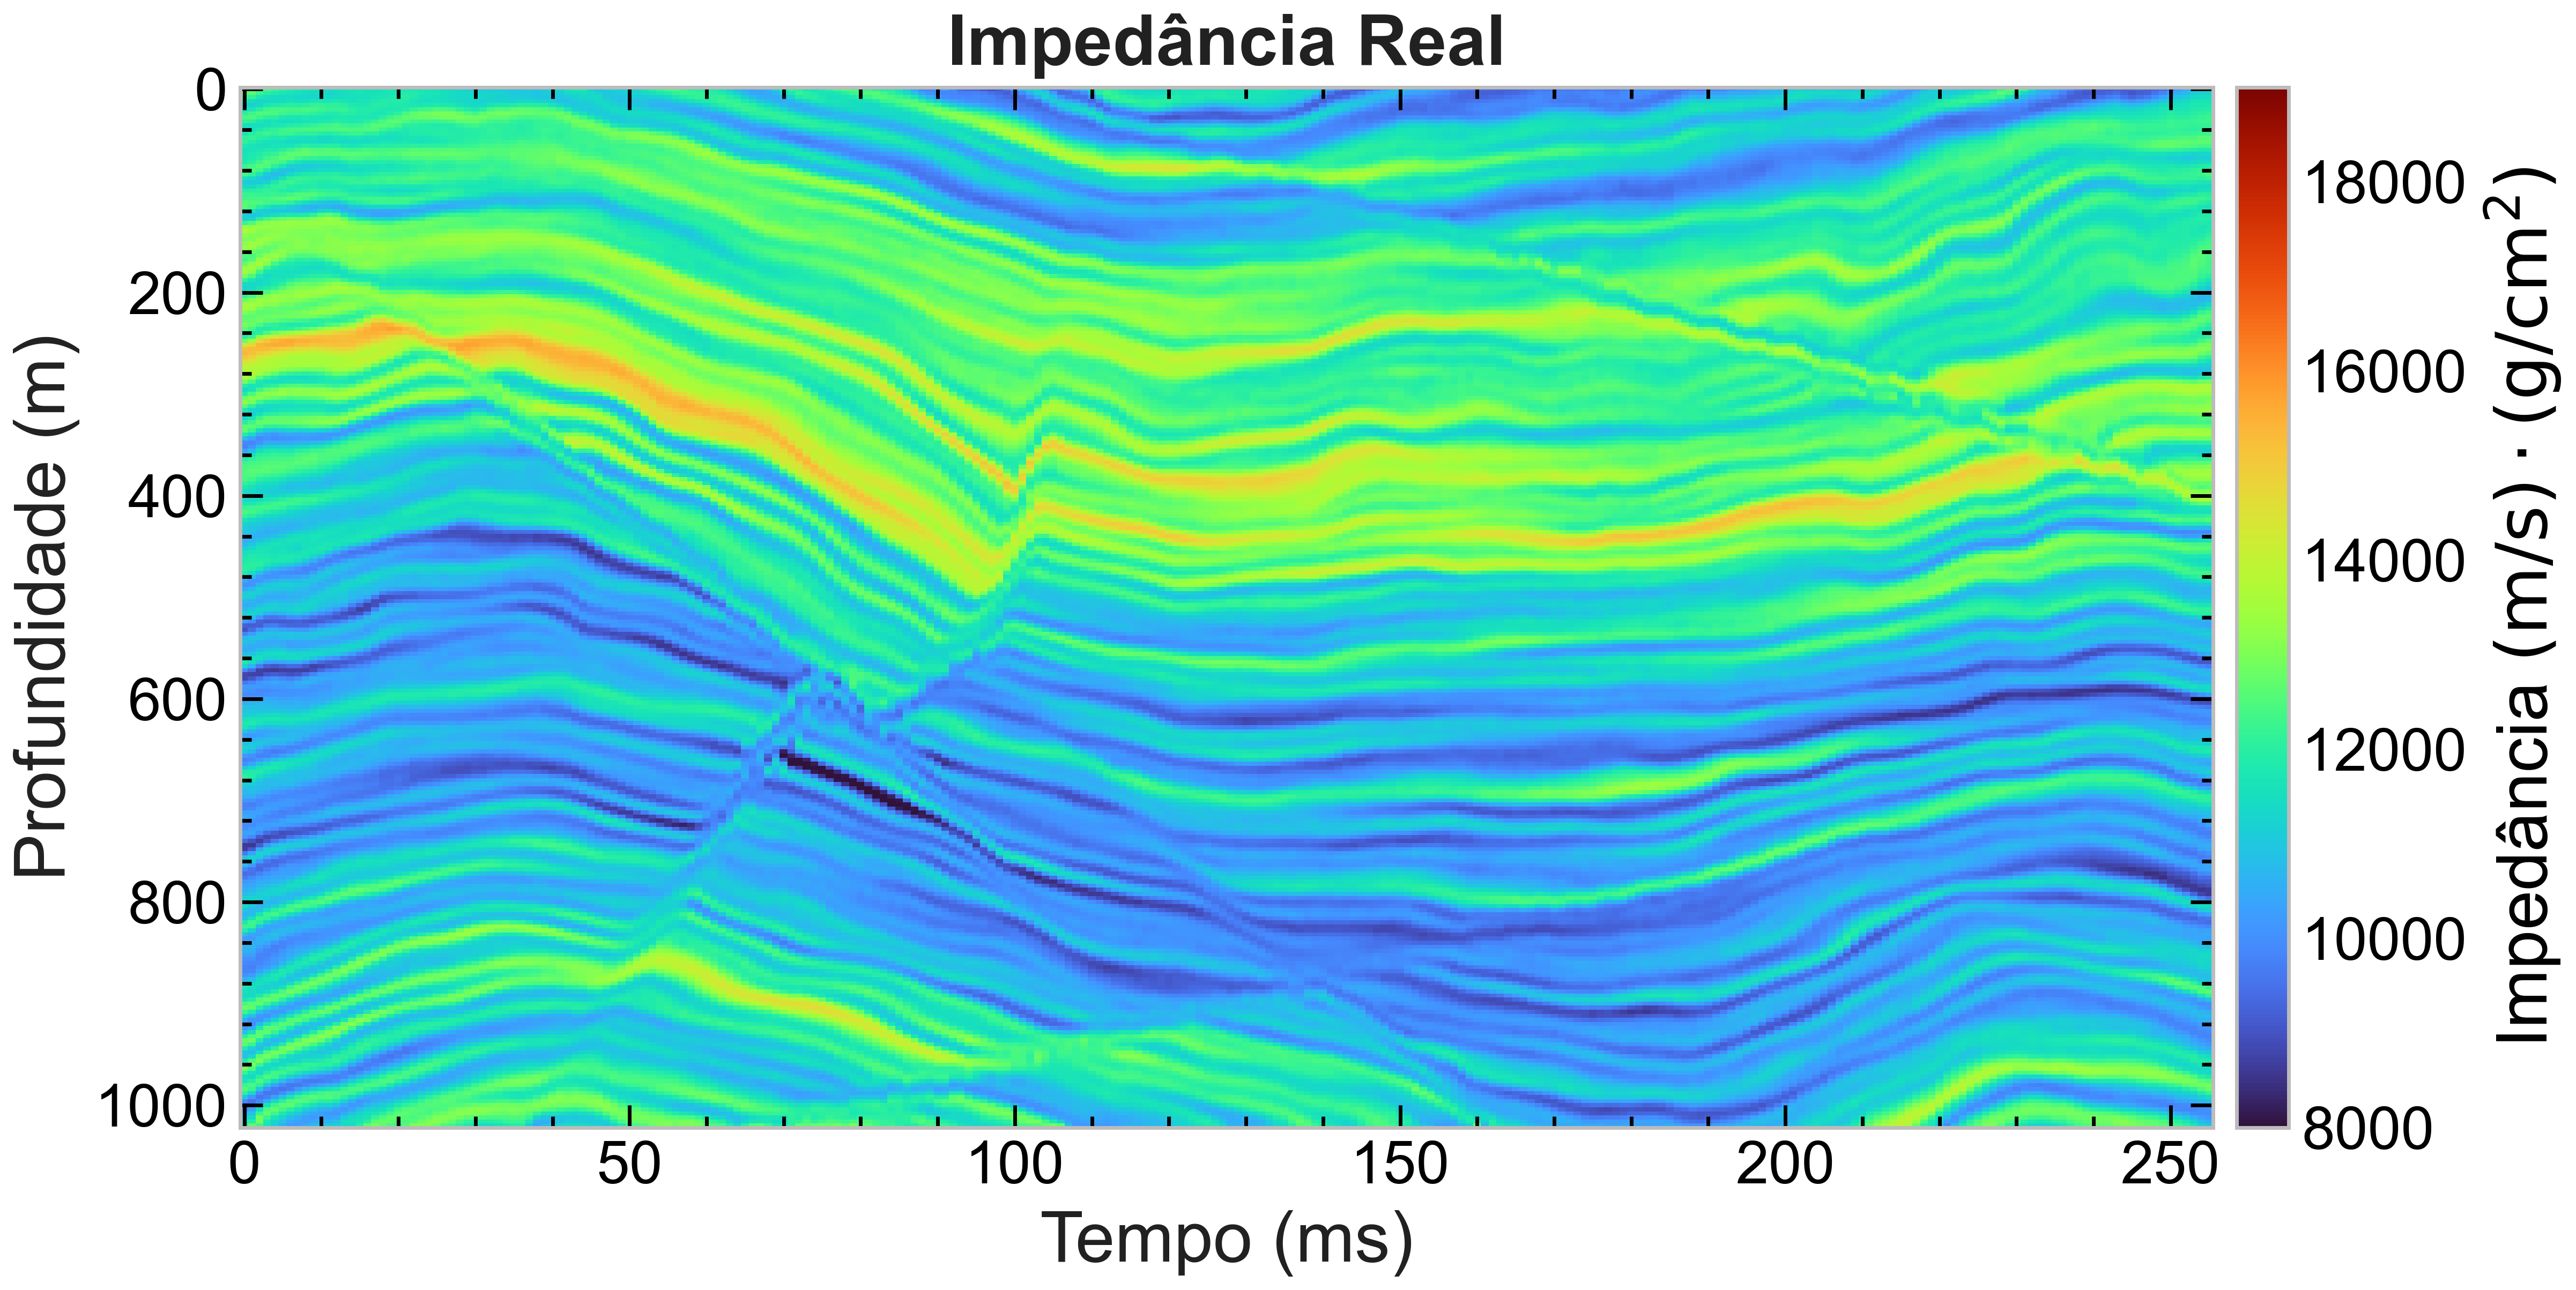 Impedância Real
0
200
400
600
800
1000
Profundidade (m)
0 50 100 150 200 250
Tempo (ms)
18000
16000
14000
12000
10000
8000
Impedância (m/s) · (g/cm²)